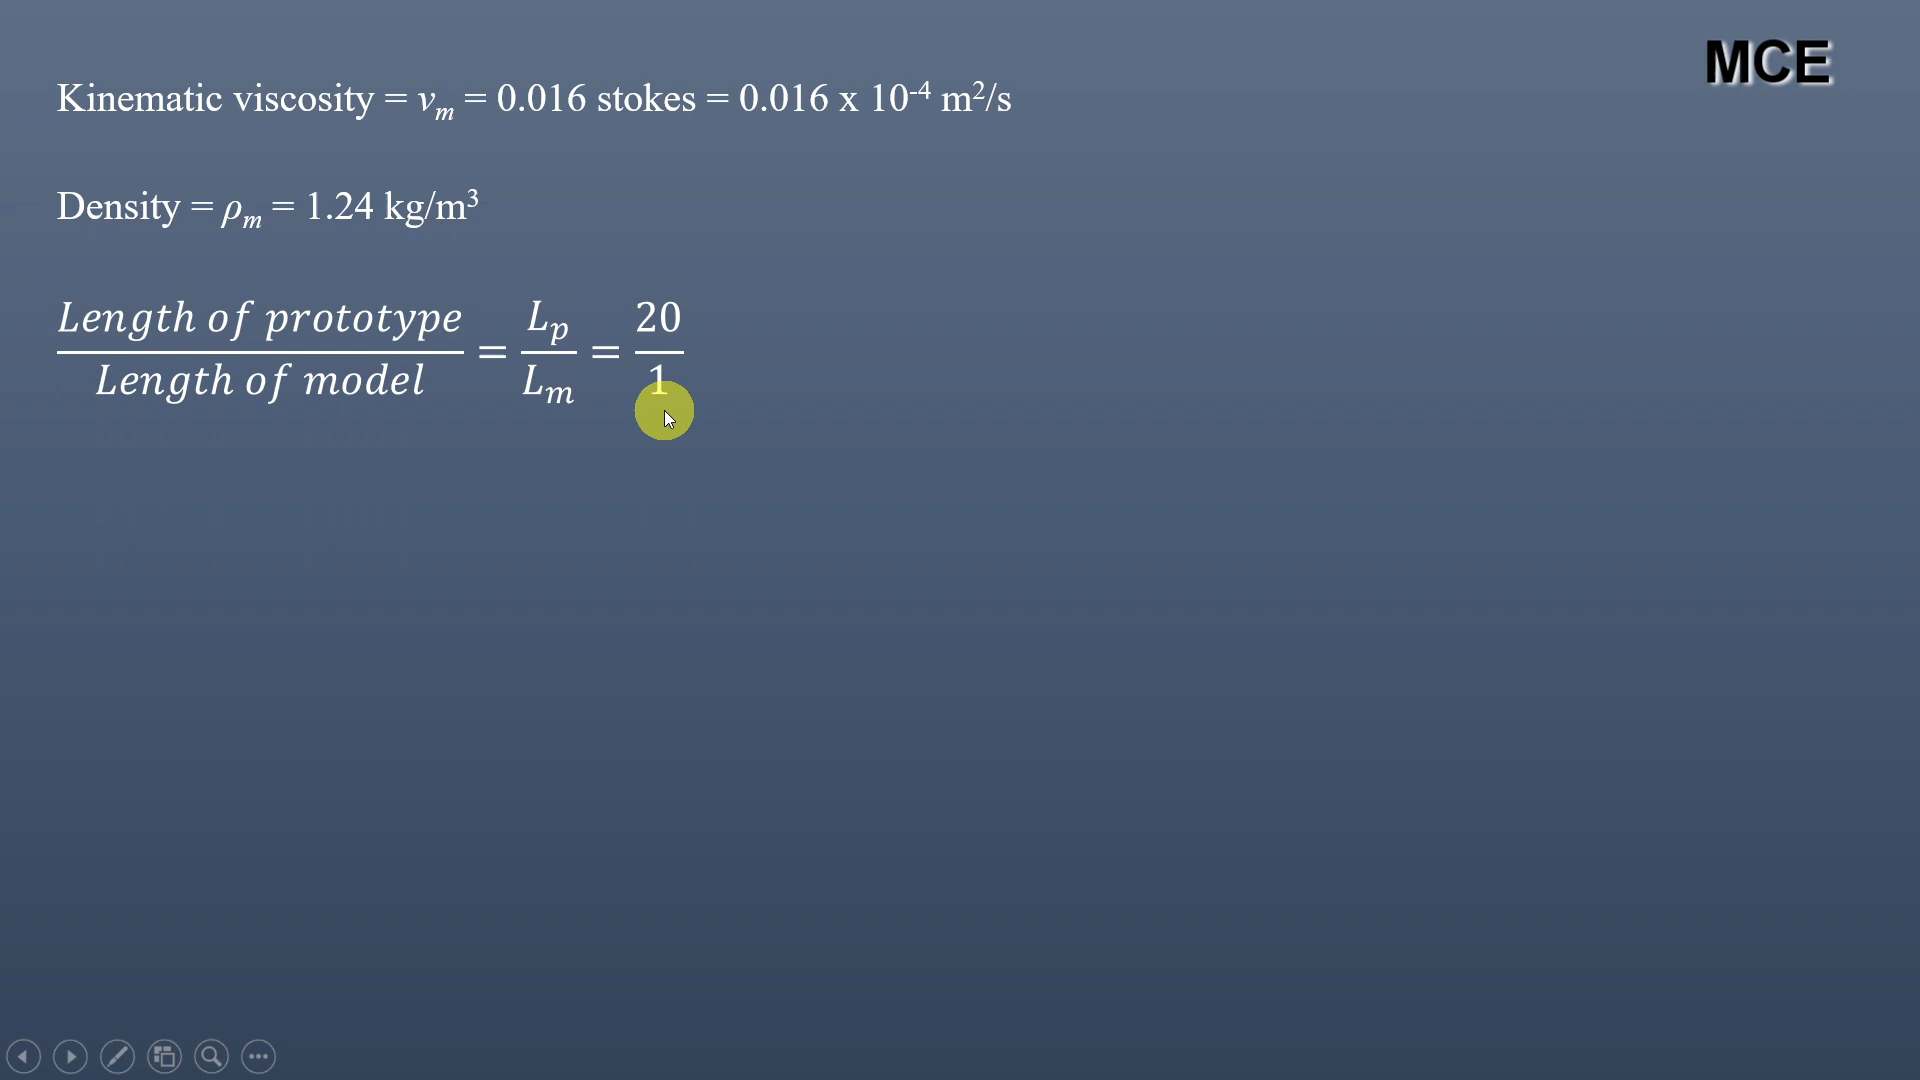 MCE
Kinematic viscosity = νₘ = 0.016 stokes = 0.016 x 10⁻⁴ m²/s
Density = ρₘ = 1.24 kg/m³
Length of prototype / Length of model = Lₚ / Lₘ = 20 / 1